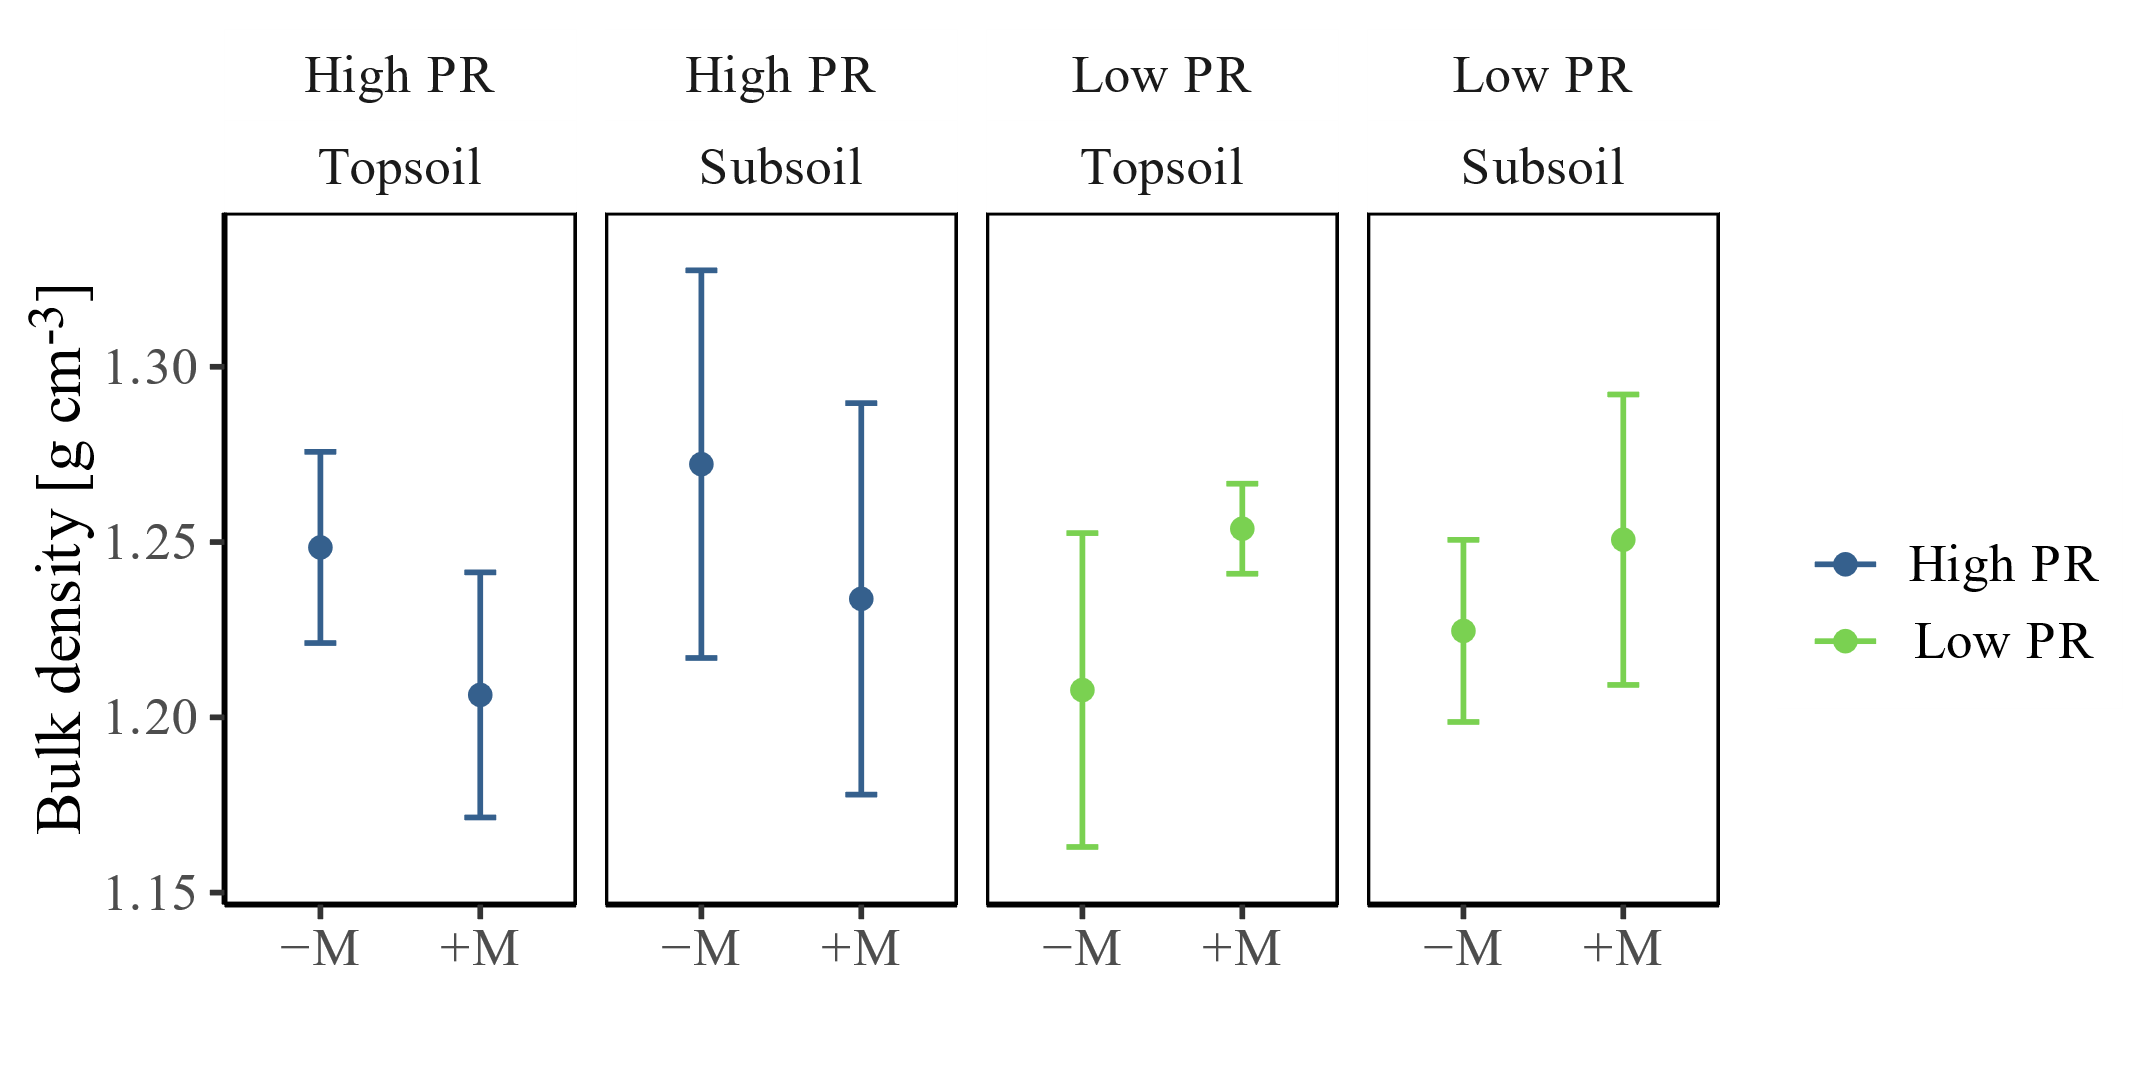 High PR
Topsoil
High PR
Subsoil
Low PR
Topsoil
Low PR
Subsoil
Bulk density [g cm⁻³]
1.30
1.25
1.20
1.15
−M +M
−M +M
−M +M
−M +M
High PR
Low PR